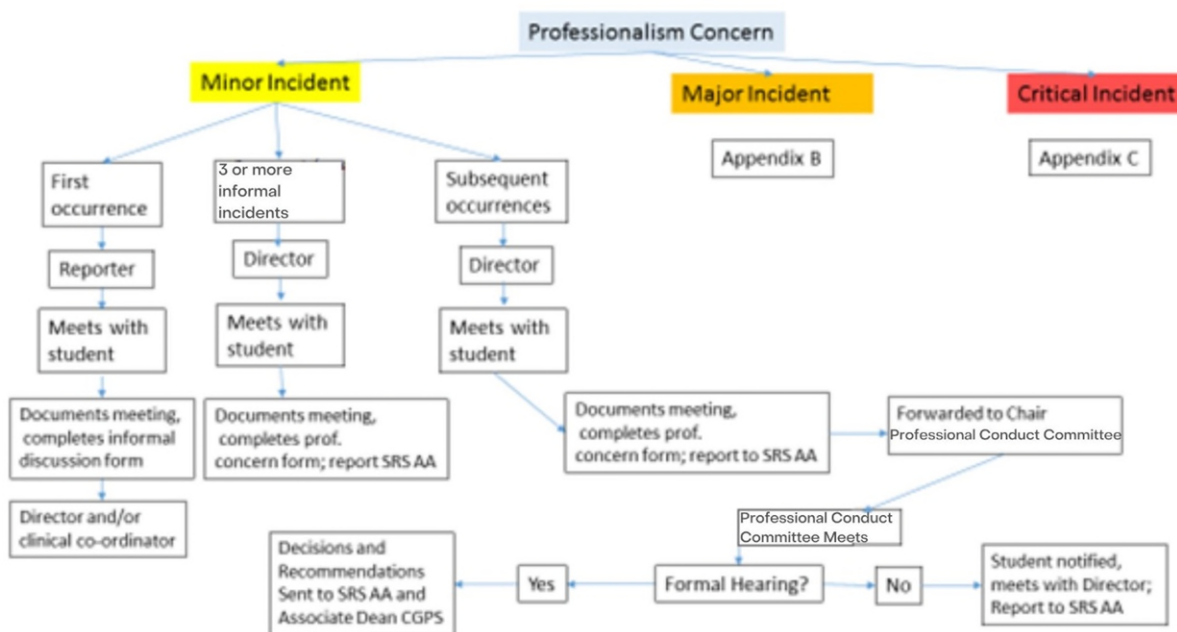 Professionalism Concern
Minor Incident
Major Incident
Critical Incident
Appendix B
Appendix C
First
occurrence
3 or more
informal
incidents
Subsequent
occurrences
Reporter
Director
Director
Meets with
student
Meets with
student
Meets with
student
Documents meeting,
completes informal
discussion form
Documents meeting,
completes prof.
concern form; report SRS AA
Documents meeting,
completes prof.
concern form; report to SRS AA
Forwarded to Chair
Professional Conduct Committee
Director and/or
clinical co-ordinator
Professional Conduct
Committee Meets
Decisions and
Recommendations
Sent to SRS AA and
Associate Dean CGPS
Yes
Formal Hearing?
No
Student notified,
meets with Director;
Report to SRS AA